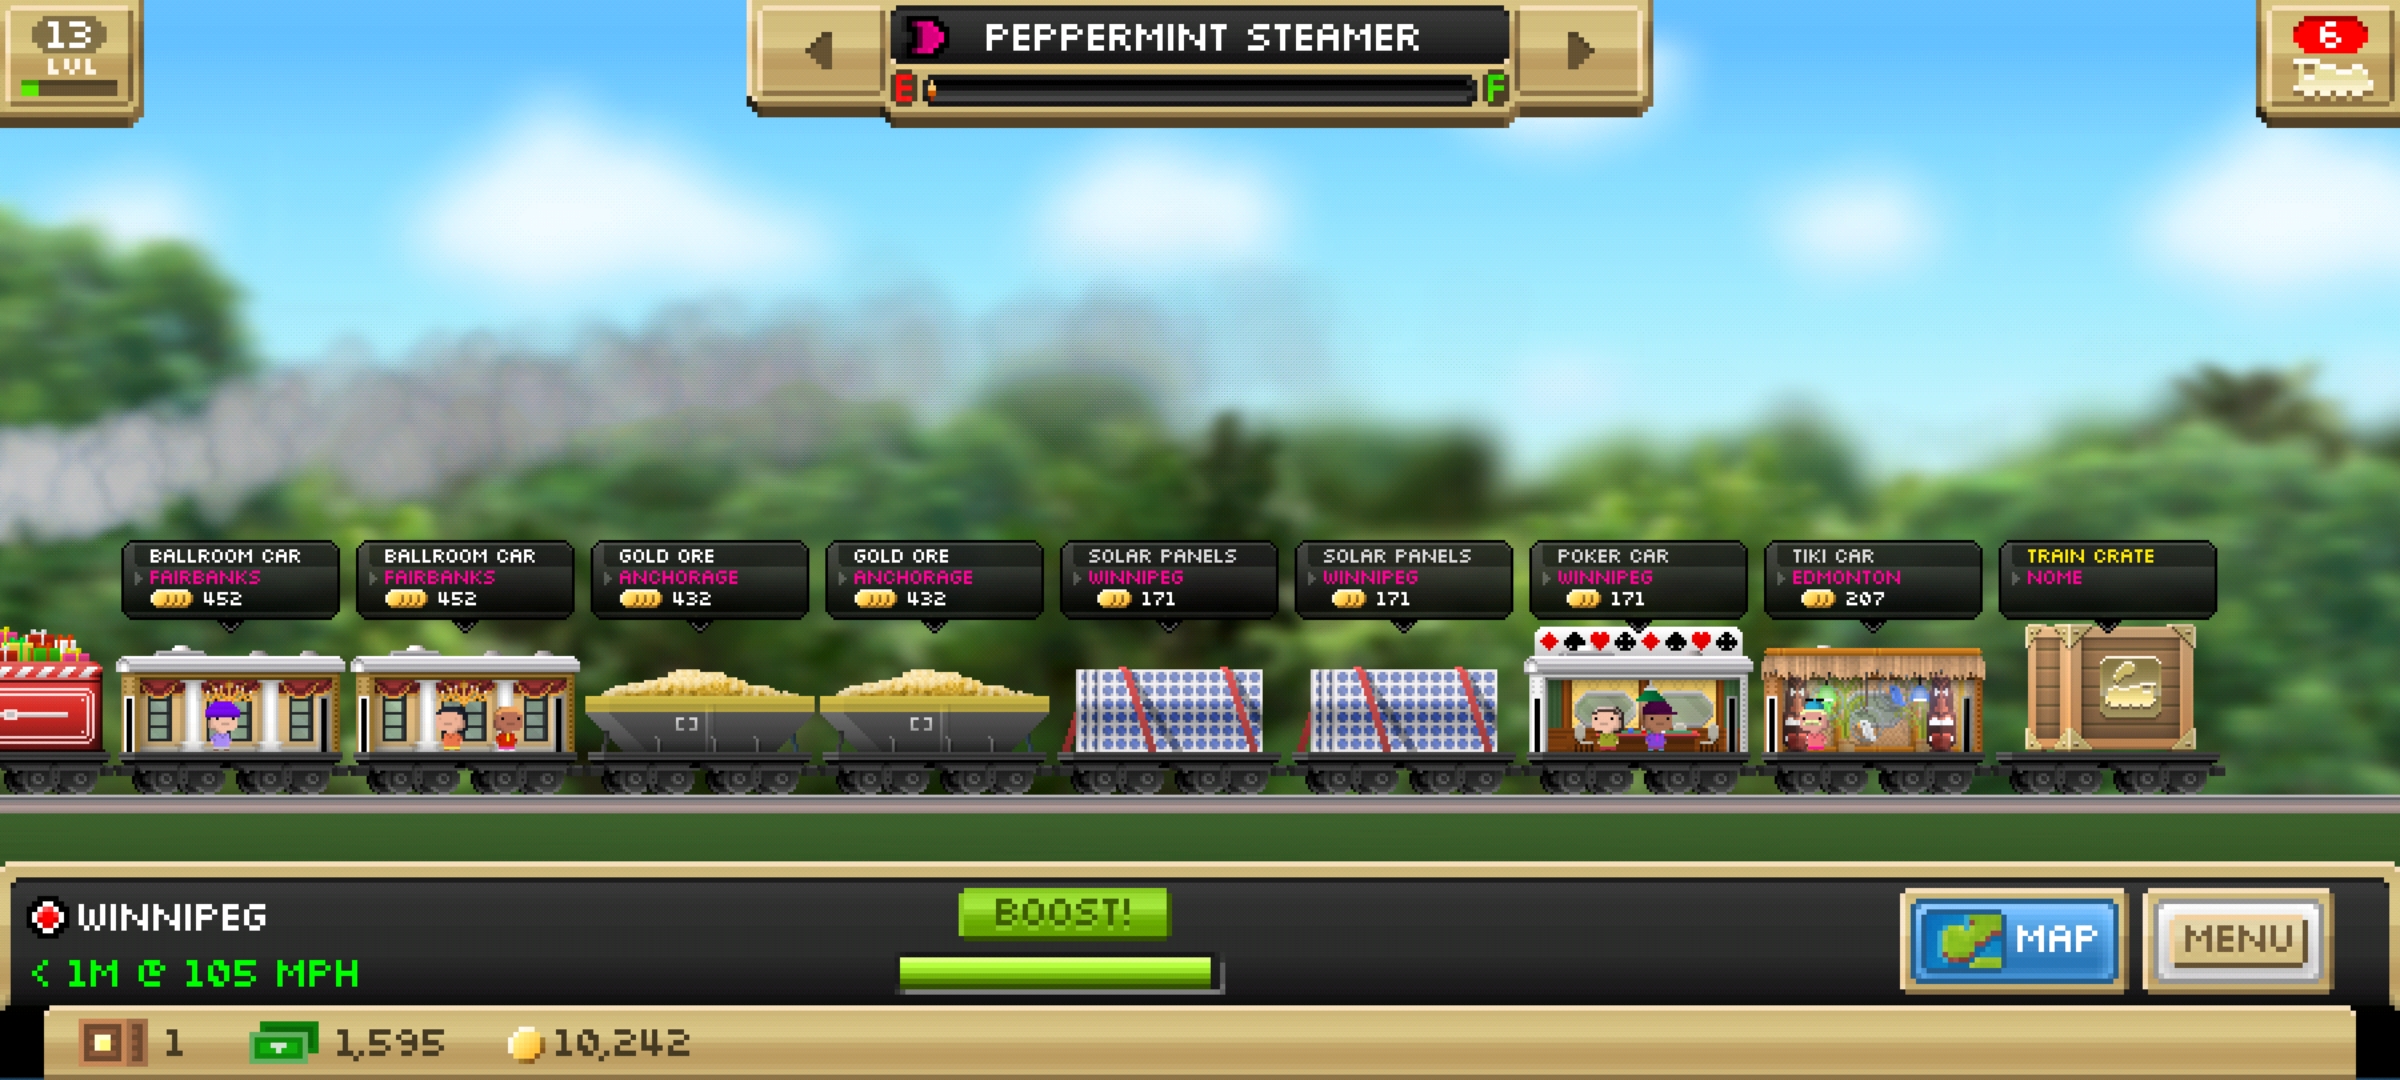 13
LVL
PEPPERMINT STEAMER
E F
6
BALLROOM CAR
FAIRBANKS
452
BALLROOM CAR
FAIRBANKS
452
GOLD ORE
ANCHORAGE
432
GOLD ORE
ANCHORAGE
432
SOLAR PANELS
WINNIPEG
171
SOLAR PANELS
WINNIPEG
171
POKER CAR
WINNIPEG
171
TIKI CAR
EDMONTON
207
TRAIN CRATE
NOME
WINNIPEG
< 1M @ 105 MPH
BOOST!
MAP
MENU
1
1,595
10,242